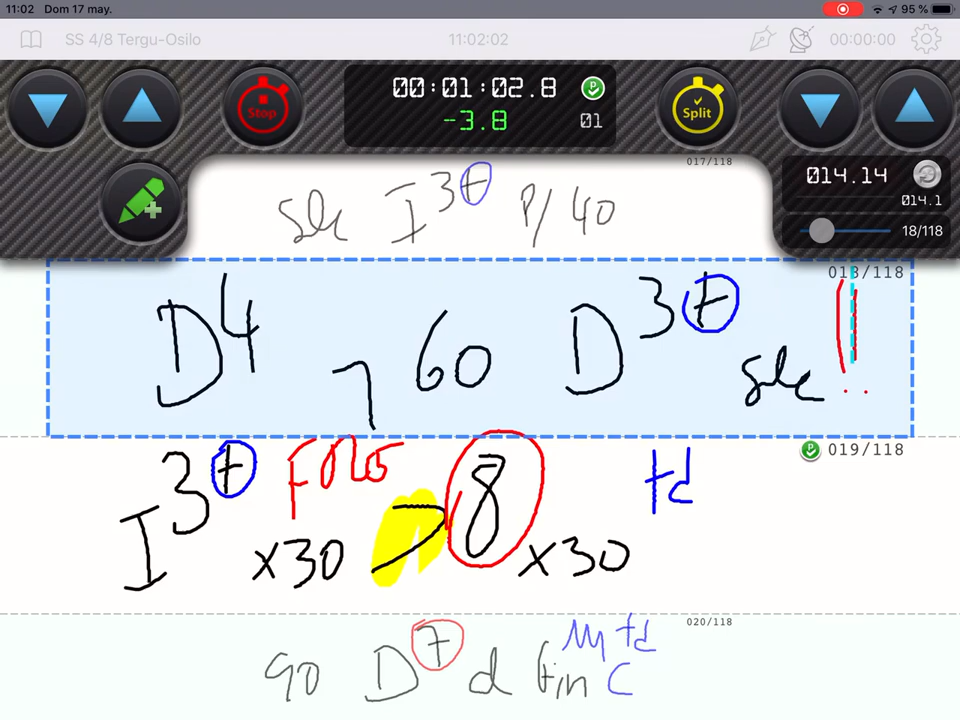 11:02 Dom 17 may. 95 %
SS 4/8 Tergu-Osilo 11:02:02 00:00:00
Stop 00:01:02.8 P Split
-3.8 01
017/118 014.14
014.1
18/118
I 3+ P/ 40
018/118
D4 60 D3+ !!
P 019/118
I 3+ x30 8 x30 td
020/118
90 D7 d fin td C